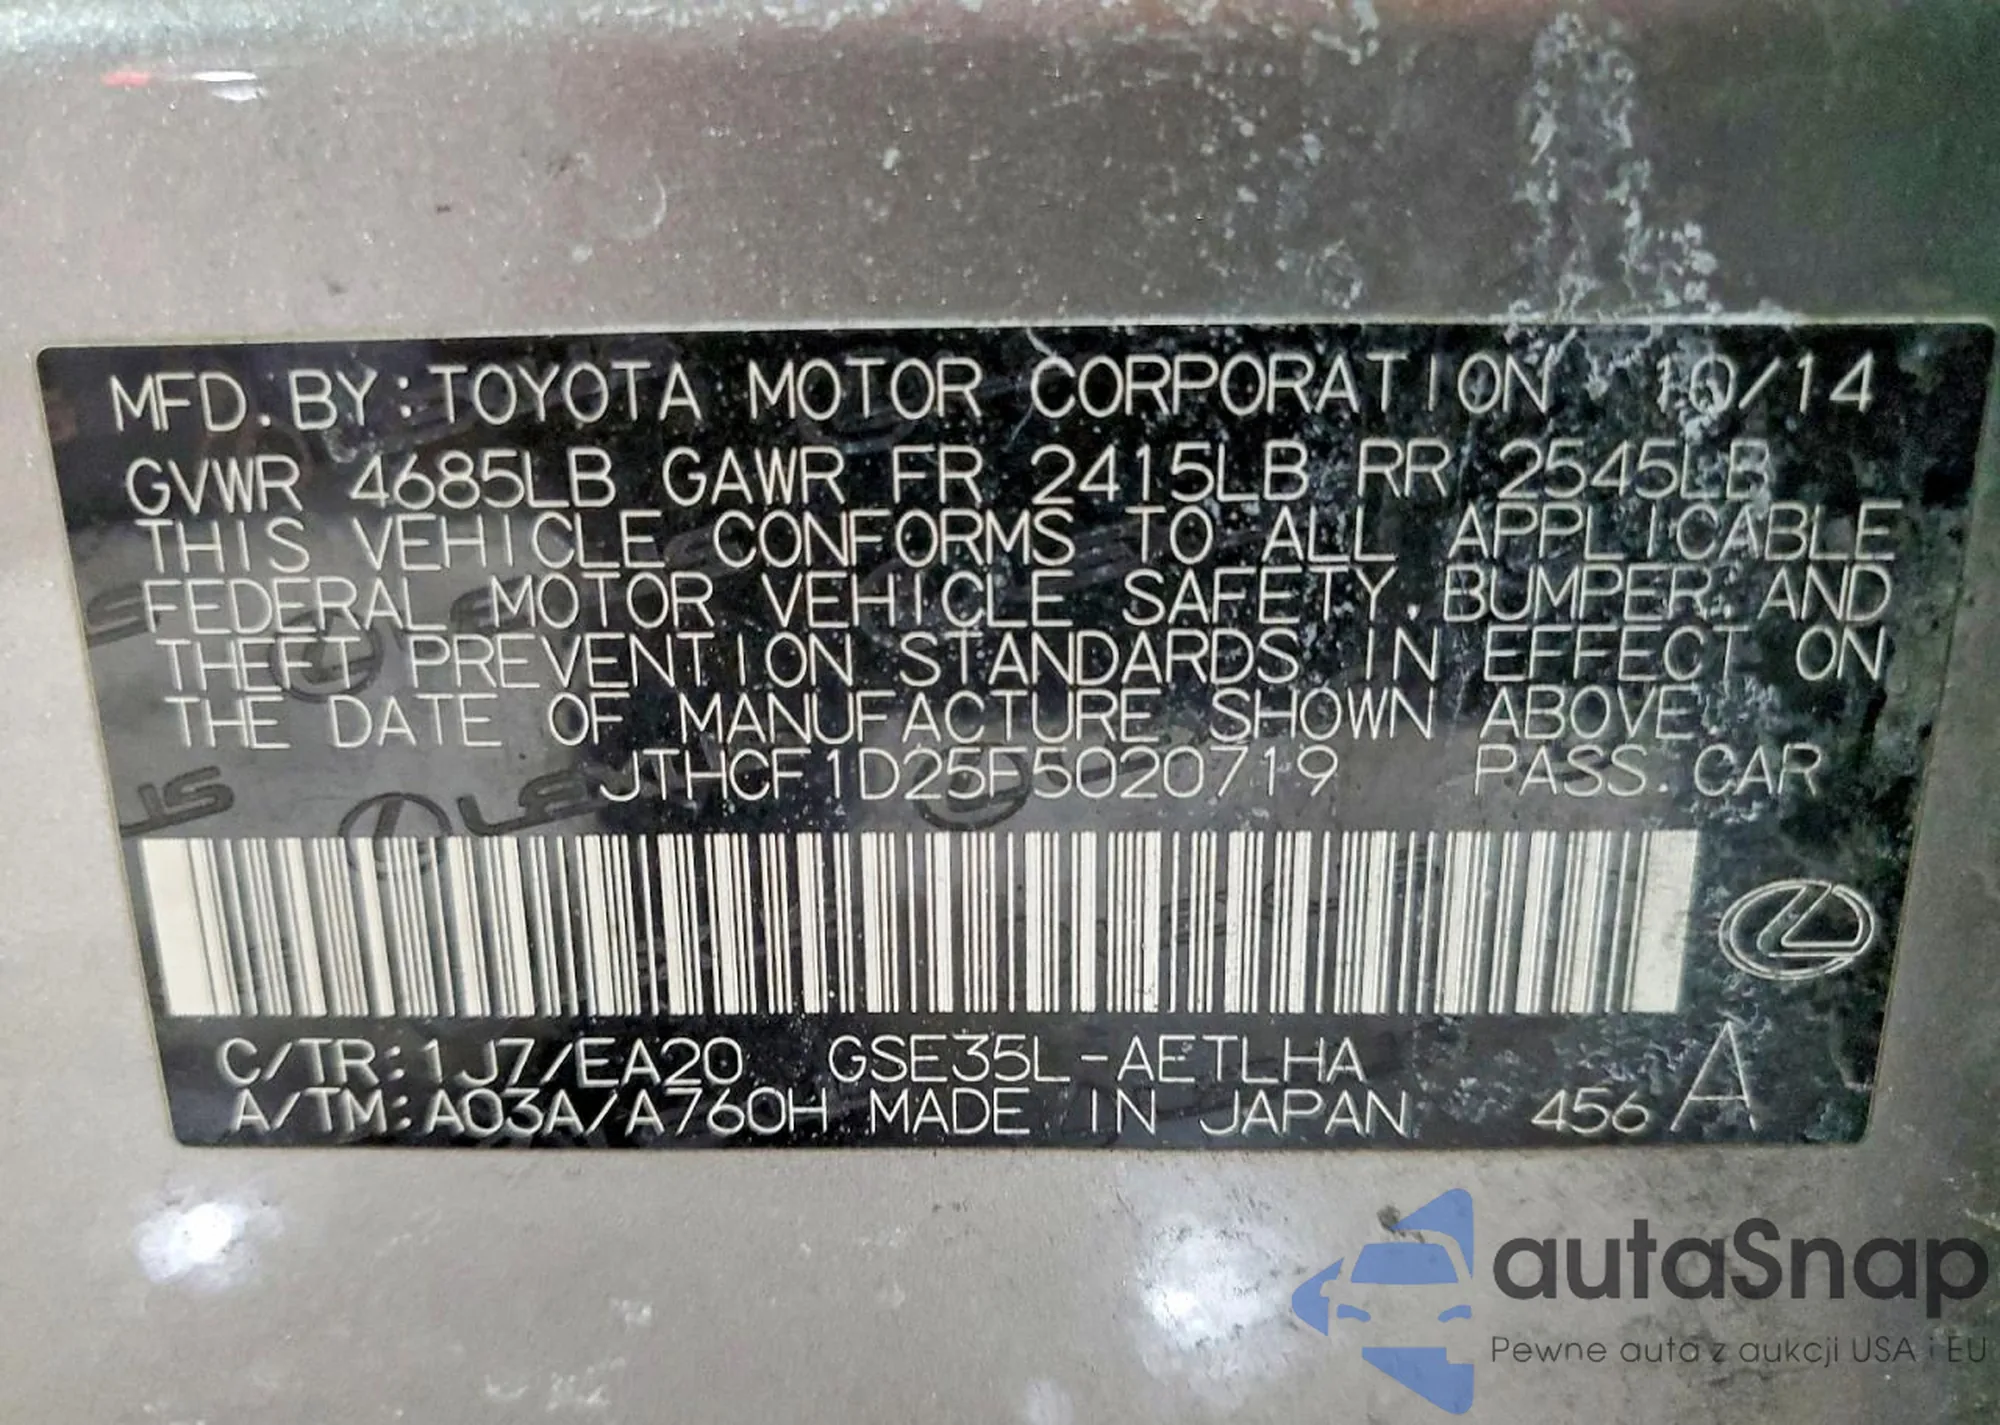 MFD. BY: TOYOTA MOTOR CORPORATION 10/14
GVWR 4685LB GAWR FR 2415LB RR 2545LB
THIS VEHICLE CONFORMS TO ALL APPLICABLE
FEDERAL MOTOR VEHICLE SAFETY, BUMPER, AND
THEFT PREVENTION STANDARDS IN EFFECT ON
THE DATE OF MANUFACTURE SHOWN ABOVE.
JTHCF1D25F5020719 PASS. CAR
C/TR: 1J7/EA20 GSE35L-AETLHA
A/TM: A03A/A760H MADE IN JAPAN 456 A
autaSnap
Pewne auta z aukcji USA i EU